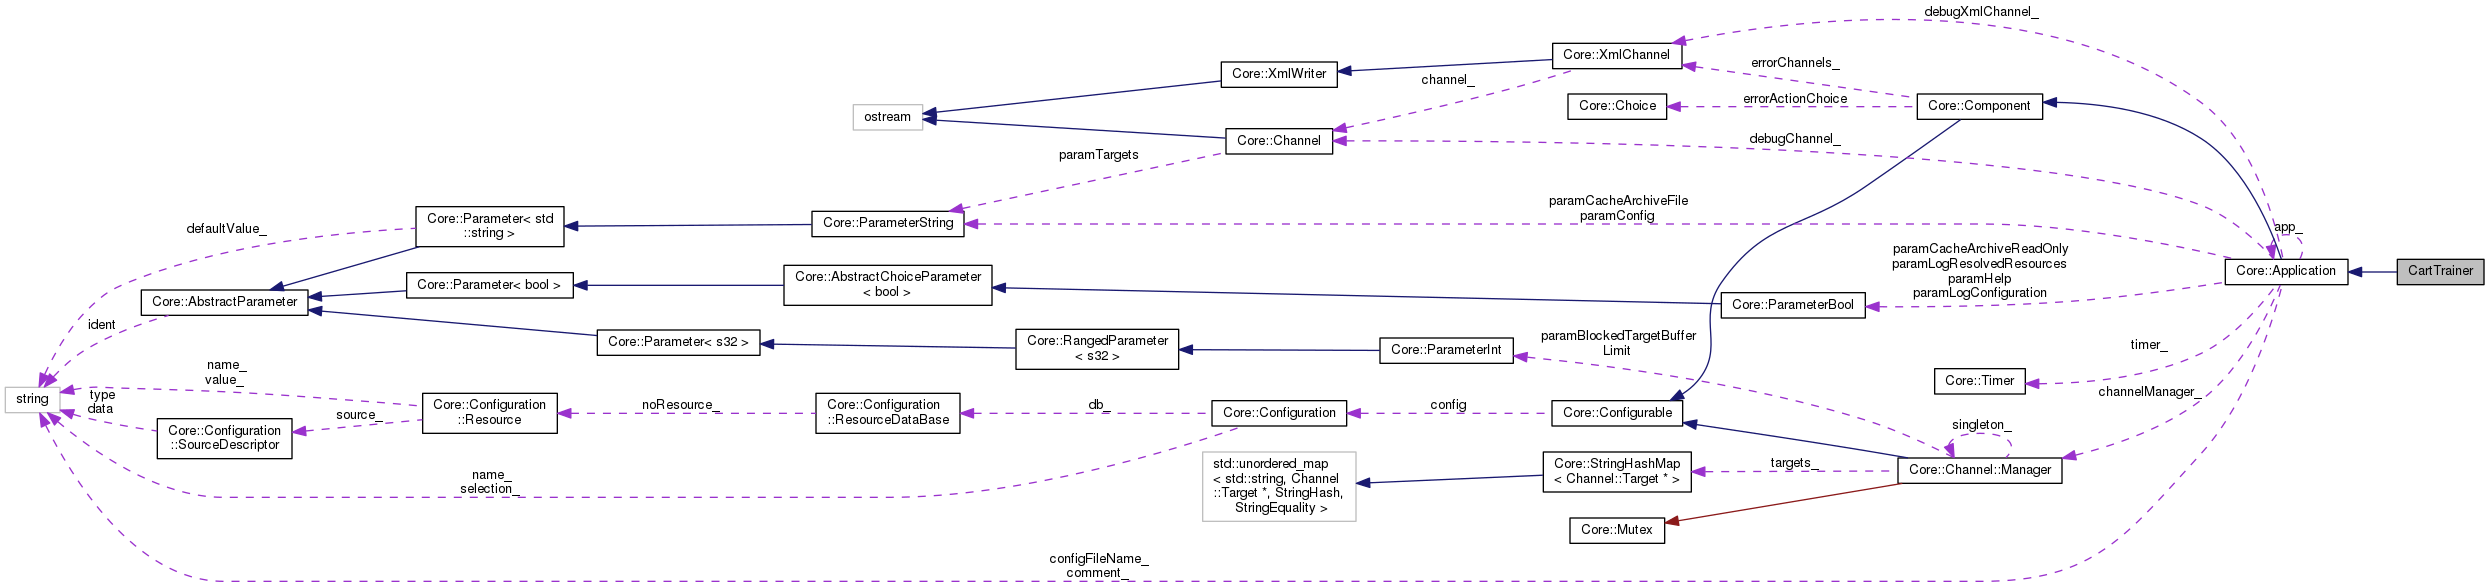 debugXmlChannel_
Core::XmlChannel
errorChannels_
Core::XmlWriter
channel_
Core::Choice
errorActionChoice
Core::Component
ostream
Core::Channel
debugChannel_
paramTargets
Core::Parameter< std
::string >
defaultValue_
Core::ParameterString
paramCacheArchiveFile
paramConfig
app_
paramCacheArchiveReadOnly
paramLogResolvedResources
paramHelp
paramLogConfiguration
Core::Application
CartTrainer
Core::AbstractChoiceParameter
< bool >
Core::Parameter< bool >
Core::AbstractParameter
Core::ParameterBool
ident
Core::Parameter< s32 >
Core::RangedParameter
< s32 >
Core::ParameterInt
paramBlockedTargetBuffer
Limit
timer_
Core::Timer
name_
value_
string
type
data
source_
Core::Configuration
::Resource
noResource_
Core::Configuration
::ResourceDataBase
db_
Core::Configuration
config
Core::Configurable
channelManager_
Core::Configuration
::SourceDescriptor
singleton_
name_
selection_
std::unordered_map
< std::string, Channel
::Target *, StringHash,
StringEquality >
Core::StringHashMap
< Channel::Target * >
targets_
Core::Channel::Manager
Core::Mutex
configFileName_
comment_